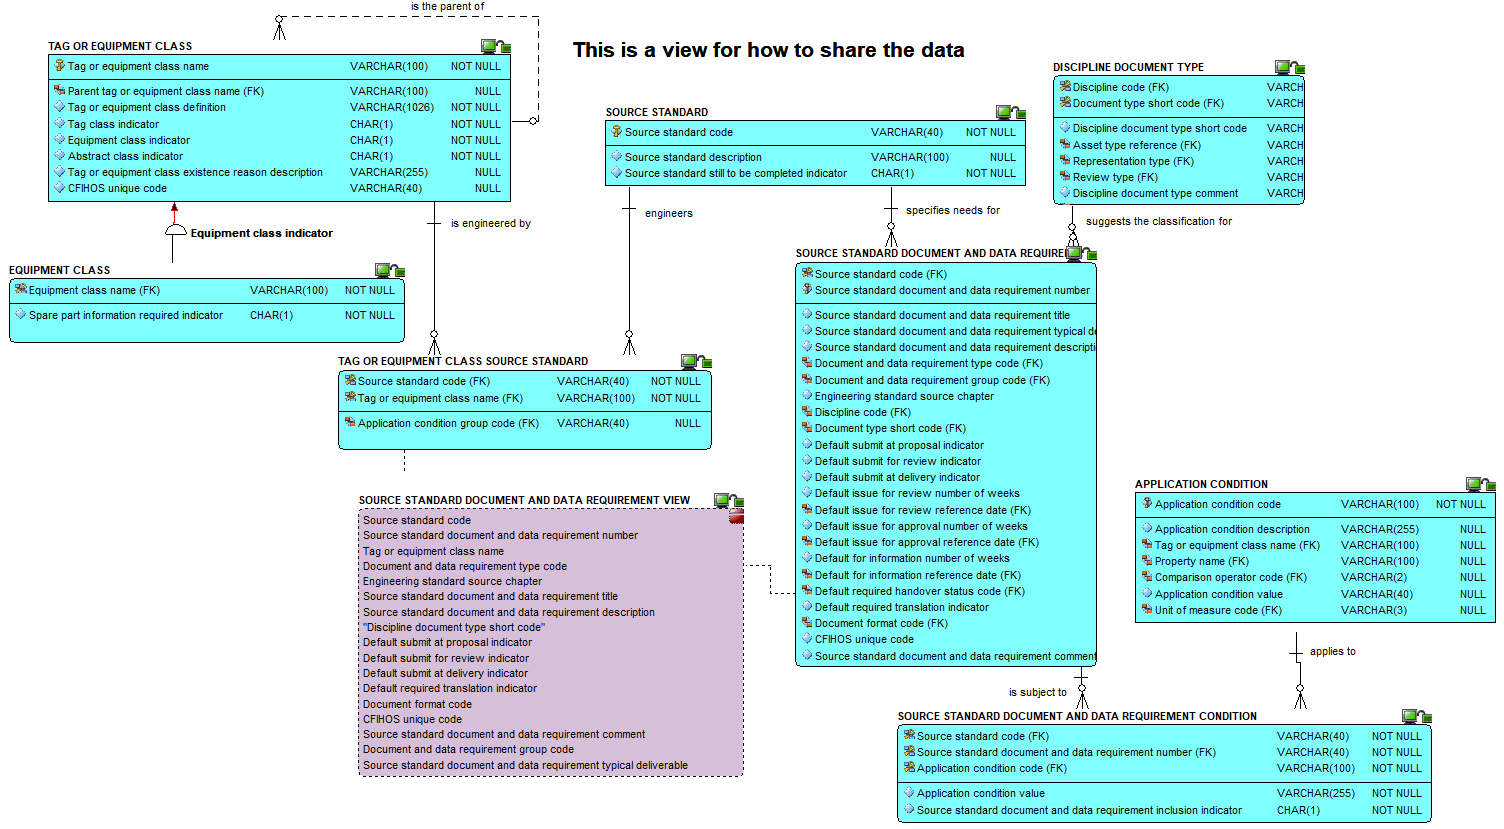 is the parent of
This is a view for how to share the data
TAG OR EQUIPMENT CLASS
Tag or equipment class name VARCHAR(100) NOT NULL
Parent tag or equipment class name (FK) VARCHAR(100) NULL
Tag or equipment class definition VARCHAR(1026) NOT NULL
Tag class indicator CHAR(1) NOT NULL
Equipment class indicator CHAR(1) NOT NULL
Abstract class indicator CHAR(1) NOT NULL
Tag or equipment class existence reason description VARCHAR(255) NULL
CFIHOS unique code VARCHAR(40) NULL
SOURCE STANDARD
Source standard code VARCHAR(40) NOT NULL
Source standard description VARCHAR(100) NULL
Source standard still to be completed indicator CHAR(1) NOT NULL
DISCIPLINE DOCUMENT TYPE
Discipline code (FK) VARCH
Document type short code (FK) VARCH
Discipline document type short code VARCH
Asset type reference (FK) VARCH
Representation type (FK) VARCH
Review type (FK) VARCH
Discipline document type comment VARCH
is engineered by
engineers
specifies needs for
suggests the classification for
Equipment class indicator
EQUIPMENT CLASS
Equipment class name (FK) VARCHAR(100) NOT NULL
Spare part information required indicator CHAR(1) NOT NULL
TAG OR EQUIPMENT CLASS SOURCE STANDARD
Source standard code (FK) VARCHAR(40) NOT NULL
Tag or equipment class name (FK) VARCHAR(100) NOT NULL
Application condition group code (FK) VARCHAR(40) NULL
SOURCE STANDARD DOCUMENT AND DATA REQUIRE
Source standard code (FK)
Source standard document and data requirement number
Source standard document and data requirement title
Source standard document and data requirement typical de
Source standard document and data requirement descripti
Document and data requirement type code (FK)
Document and data requirement group code (FK)
Engineering standard source chapter
Discipline code (FK)
Document type short code (FK)
Default submit at proposal indicator
Default submit for review indicator
Default submit at delivery indicator
Default issue for review number of weeks
Default issue for review reference date (FK)
Default issue for approval number of weeks
Default issue for approval reference date (FK)
Default for information number of weeks
Default for information reference date (FK)
Default required handover status code (FK)
Default required translation indicator
Document format code (FK)
CFIHOS unique code
Source standard document and data requirement comment
SOURCE STANDARD DOCUMENT AND DATA REQUIREMENT VIEW
Source standard code
Source standard document and data requirement number
Tag or equipment class name
Document and data requirement type code
Engineering standard source chapter
Source standard document and data requirement title
Source standard document and data requirement description
"Discipline document type short code"
Default submit at proposal indicator
Default submit for review indicator
Default submit at delivery indicator
Default required translation indicator
Document format code
CFIHOS unique code
Source standard document and data requirement comment
Document and data requirement group code
Source standard document and data requirement typical deliverable
APPLICATION CONDITION
Application condition code VARCHAR(100) NOT NULL
Application condition description VARCHAR(255) NULL
Tag or equipment class name (FK) VARCHAR(100) NULL
Property name (FK) VARCHAR(100) NULL
Comparison operator code (FK) VARCHAR(2) NULL
Application condition value VARCHAR(40) NULL
Unit of measure code (FK) VARCHAR(3) NULL
applies to
is subject to
SOURCE STANDARD DOCUMENT AND DATA REQUIREMENT CONDITION
Source standard code (FK) VARCHAR(40) NOT NULL
Source standard document and data requirement number (FK) VARCHAR(40) NOT NULL
Application condition code (FK) VARCHAR(100) NOT NULL
Application condition value VARCHAR(255) NOT NULL
Source standard document and data requirement inclusion indicator CHAR(1) NOT NULL